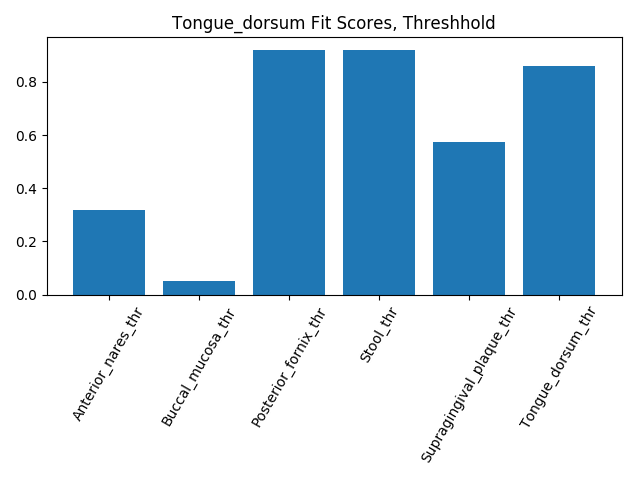 Tongue_dorsum Fit Scores, Threshhold
0.8
0.6
0.4
0.2
0.0
Anterior_nares_thr
Buccal_mucosa_thr
Posterior_fornix_thr
Stool_thr
Supragingival_plaque_thr
Tongue_dorsum_thr